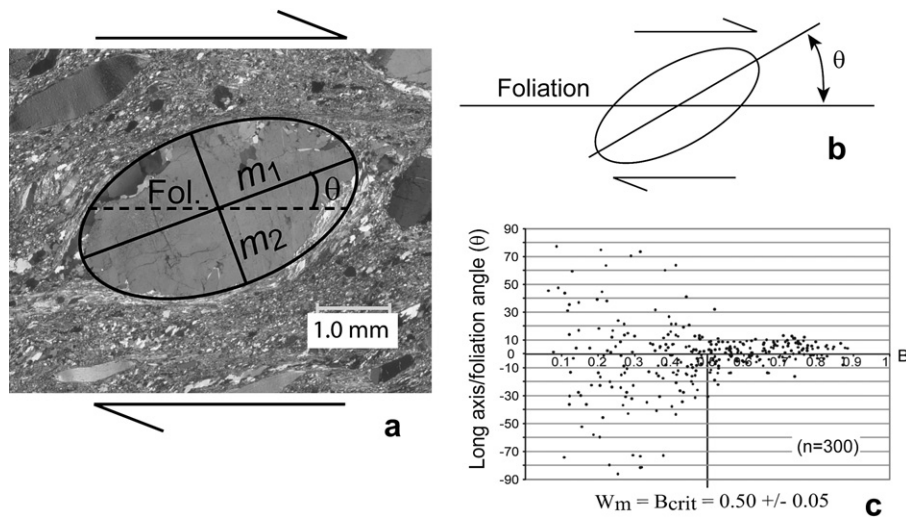 m₁
Fol.
θ
m₂
1.0 mm
a
Foliation
θ
b
Long axis/foliation angle (θ)
90
70
50
30
10
0
-10
-30
-50
-70
-90
0.1 0.2 0.3 0.4 0.5 0.6 0.7 0.8 0.9 1
B
(n=300)
Wm = Bcrit = 0.50 +/- 0.05
c